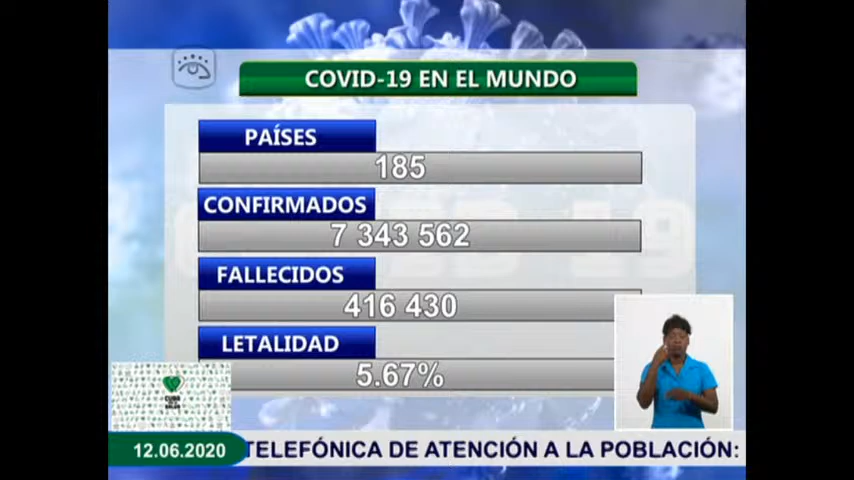 COVID-19 EN EL MUNDO
PAÍSES
185
CONFIRMADOS
7 343 562
FALLECIDOS
416 430
LETALIDAD
5.67%
CUBA
12.06.2020
TELEFÓNICA DE ATENCIÓN A LA POBLACIÓN: